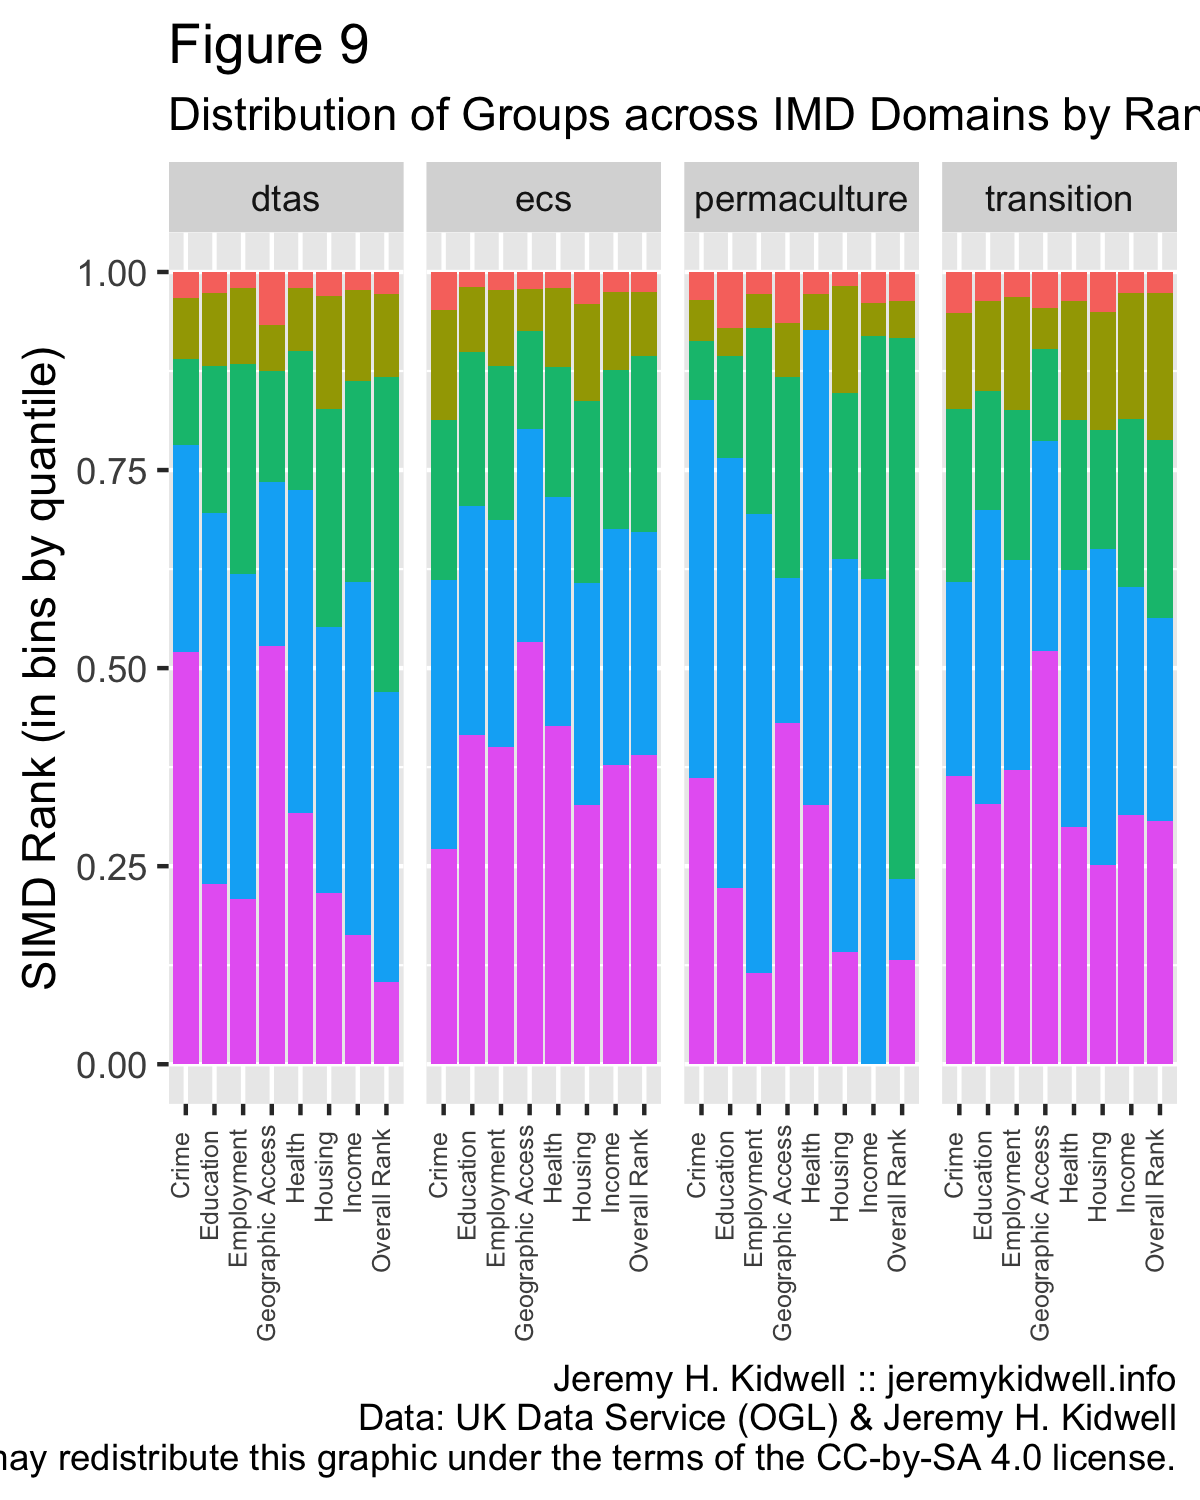 Figure 9
Distribution of Groups across IMD Domains by
dtas ecs permaculture transition
SIMD Rank (in bins by quantile)
1.00
0.75
0.50
0.25
0.00
Crime Education Employment Geographic Access Health Housing Income Overall Rank
Crime Education Employment Geographic Access Health Housing Income Overall Rank
Crime Education Employment Geographic Access Health Housing Income Overall Rank
Crime Education Employment Geographic Access Health Housing Income Overall Rank
Jeremy H. Kidwell :: jeremykidwell.info
Data: UK Data Service (OGL) & Jeremy H. Kidwell
may redistribute this graphic under the terms of the CC-by-SA 4.0 license.